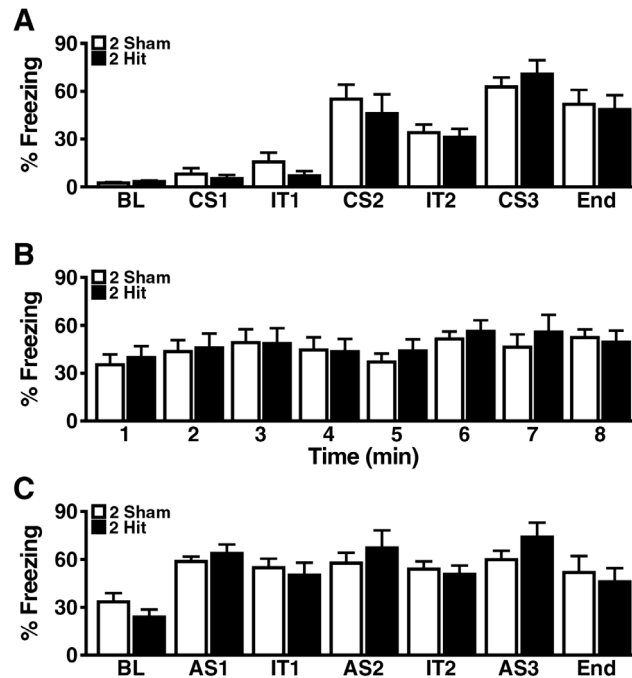 A
90
60
30
0
% Freezing
2 Sham
2 Hit
BL CS1 IT1 CS2 IT2 CS3 End
B
90
60
30
0
% Freezing
2 Sham
2 Hit
1 2 3 4 5 6 7 8
Time (min)
C
90
60
30
0
% Freezing
2 Sham
2 Hit
BL AS1 IT1 AS2 IT2 AS3 End